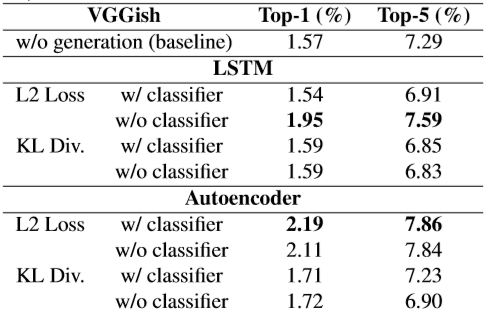 VGGish Top-1 (%) Top-5 (%)
w/o generation (baseline) 1.57 7.29
LSTM
L2 Loss w/ classifier 1.54 6.91
w/o classifier 1.95 7.59
KL Div. w/ classifier 1.59 6.85
w/o classifier 1.59 6.83
Autoencoder
L2 Loss w/ classifier 2.19 7.86
w/o classifier 2.11 7.84
KL Div. w/ classifier 1.71 7.23
w/o classifier 1.72 6.90